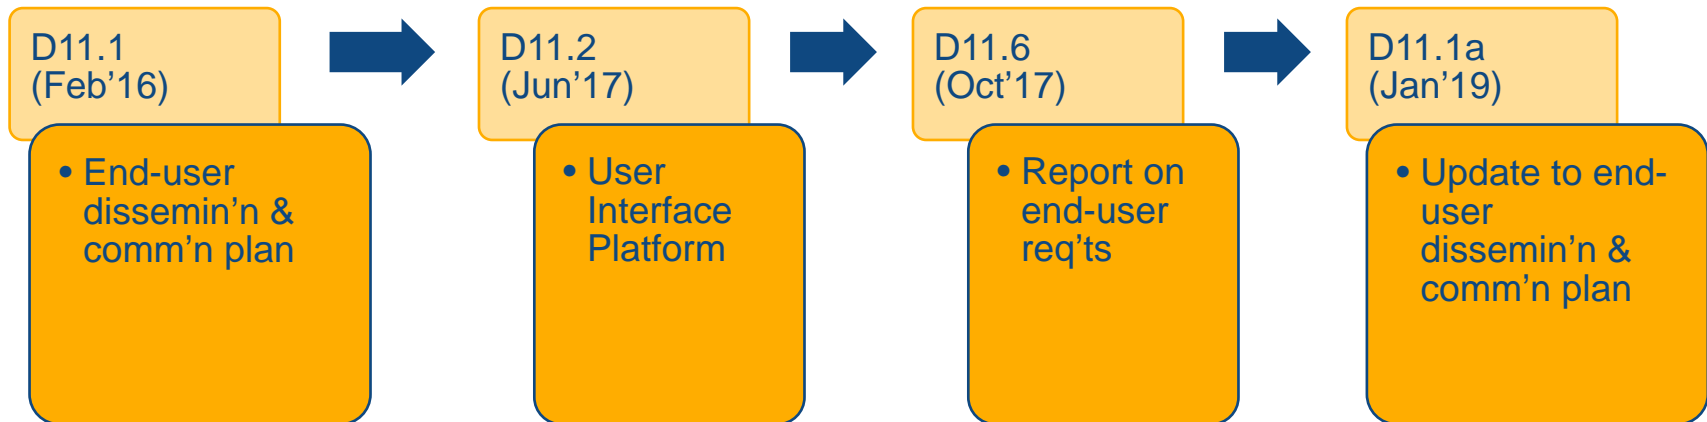 D11.1
(Feb’16)
• End-user
dissemin’n &
comm’n plan
D11.2
(Jun’17)
• User
Interface
Platform
D11.6
(Oct’17)
• Report on
end-user
req’ts
D11.1a
(Jan’19)
• Update to end-
user
dissemin’n &
comm’n plan